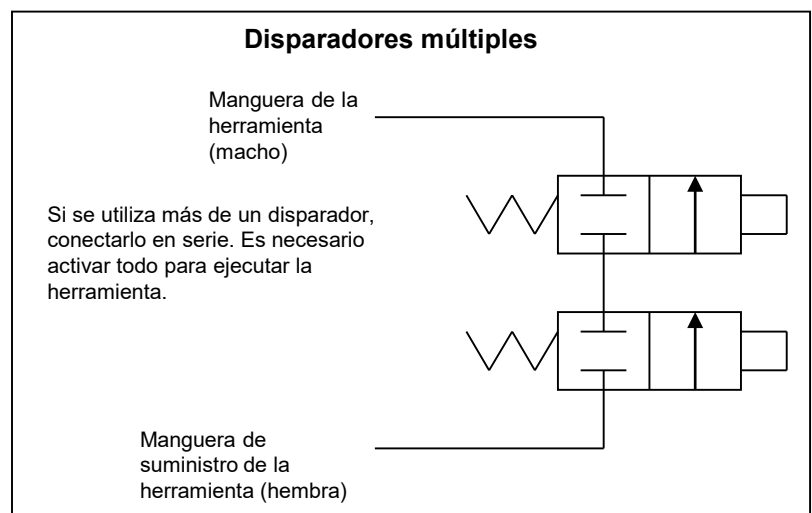 Disparadores múltiples
Manguera de la
herramienta
(macho)
Si se utiliza más de un disparador,
conectarlo en serie. Es necesario
activar todo para ejecutar la
herramienta.
Manguera de
suministro de la
herramienta (hembra)